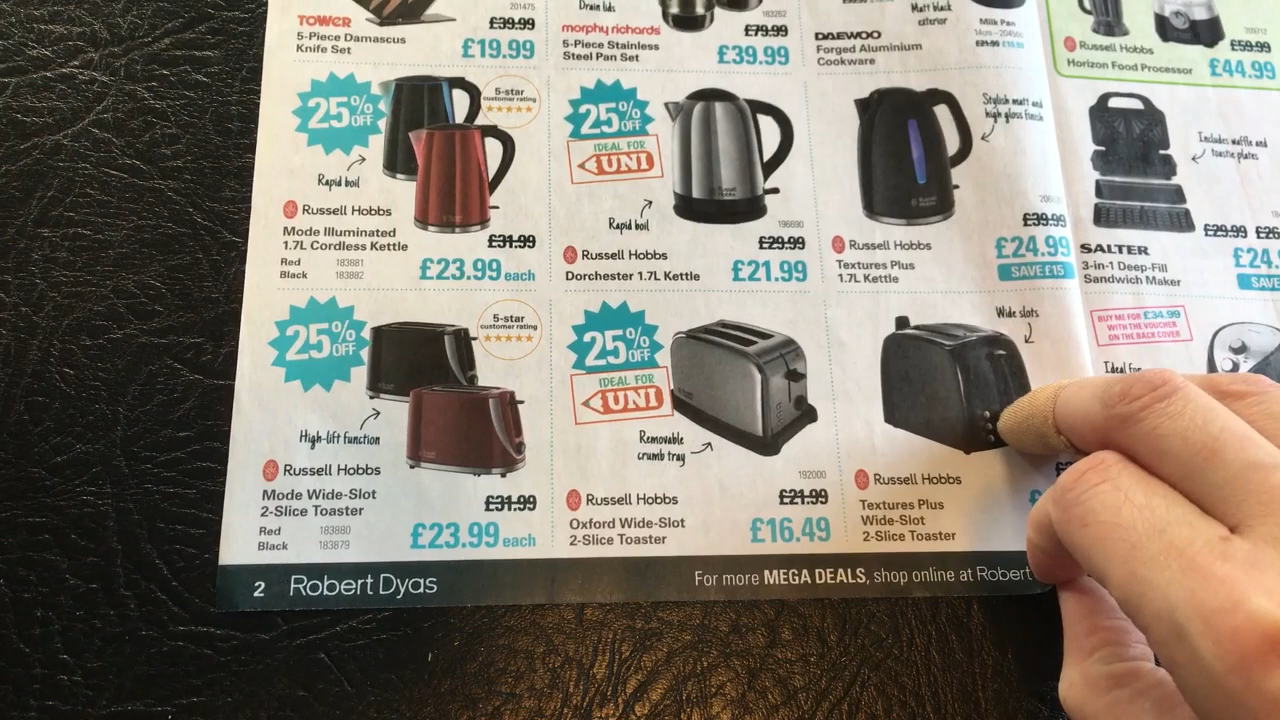 TOWER
5-Piece Damascus
Knife Set
201475
£39.99
£19.99
Drain lids
morphy richards
5-Piece Stainless
Steel Pan Set
183262
£79.99
£39.99
Matt black
exterior
DAEWOO
Forged Aluminium
Cookware
Milk Pan
Russell Hobbs
Horizon Food Processor
£59.99
£44.99
25% OFF
5-star
customer rating
Rapid boil
Russell Hobbs
Mode Illuminated
1.7L Cordless Kettle
Red 183881
Black 183882
£31.99
£23.99 each
25% OFF
IDEAL FOR
UNI
Rapid boil
Russell Hobbs
Russell Hobbs
Dorchester 1.7L Kettle
196690
£29.99
£21.99
Stylish matt and
high gloss finish
Russell Hobbs
Textures Plus
1.7L Kettle
£39.99
£24.99
SAVE £15
Includes waffle and
toastie plates
SALTER
3-in-1 Deep-Fill
Sandwich Maker
£29.99
£24.
SAVE
25% OFF
5-star
customer rating
High-lift function
Russell Hobbs
Mode Wide-Slot
2-Slice Toaster
Red 183880
Black 183879
£31.99
£23.99 each
25% OFF
IDEAL FOR
UNI
Removable
crumb tray
Russell Hobbs
Oxford Wide-Slot
2-Slice Toaster
192000
£21.99
£16.49
Wide slots
Russell Hobbs
Textures Plus
Wide-Slot
2-Slice Toaster
BUY ME FOR £34.99
WITH THE VOUCHER
ON THE BACK COVER
Ideal for
2 Robert Dyas
For more MEGA DEALS, shop online at Robert